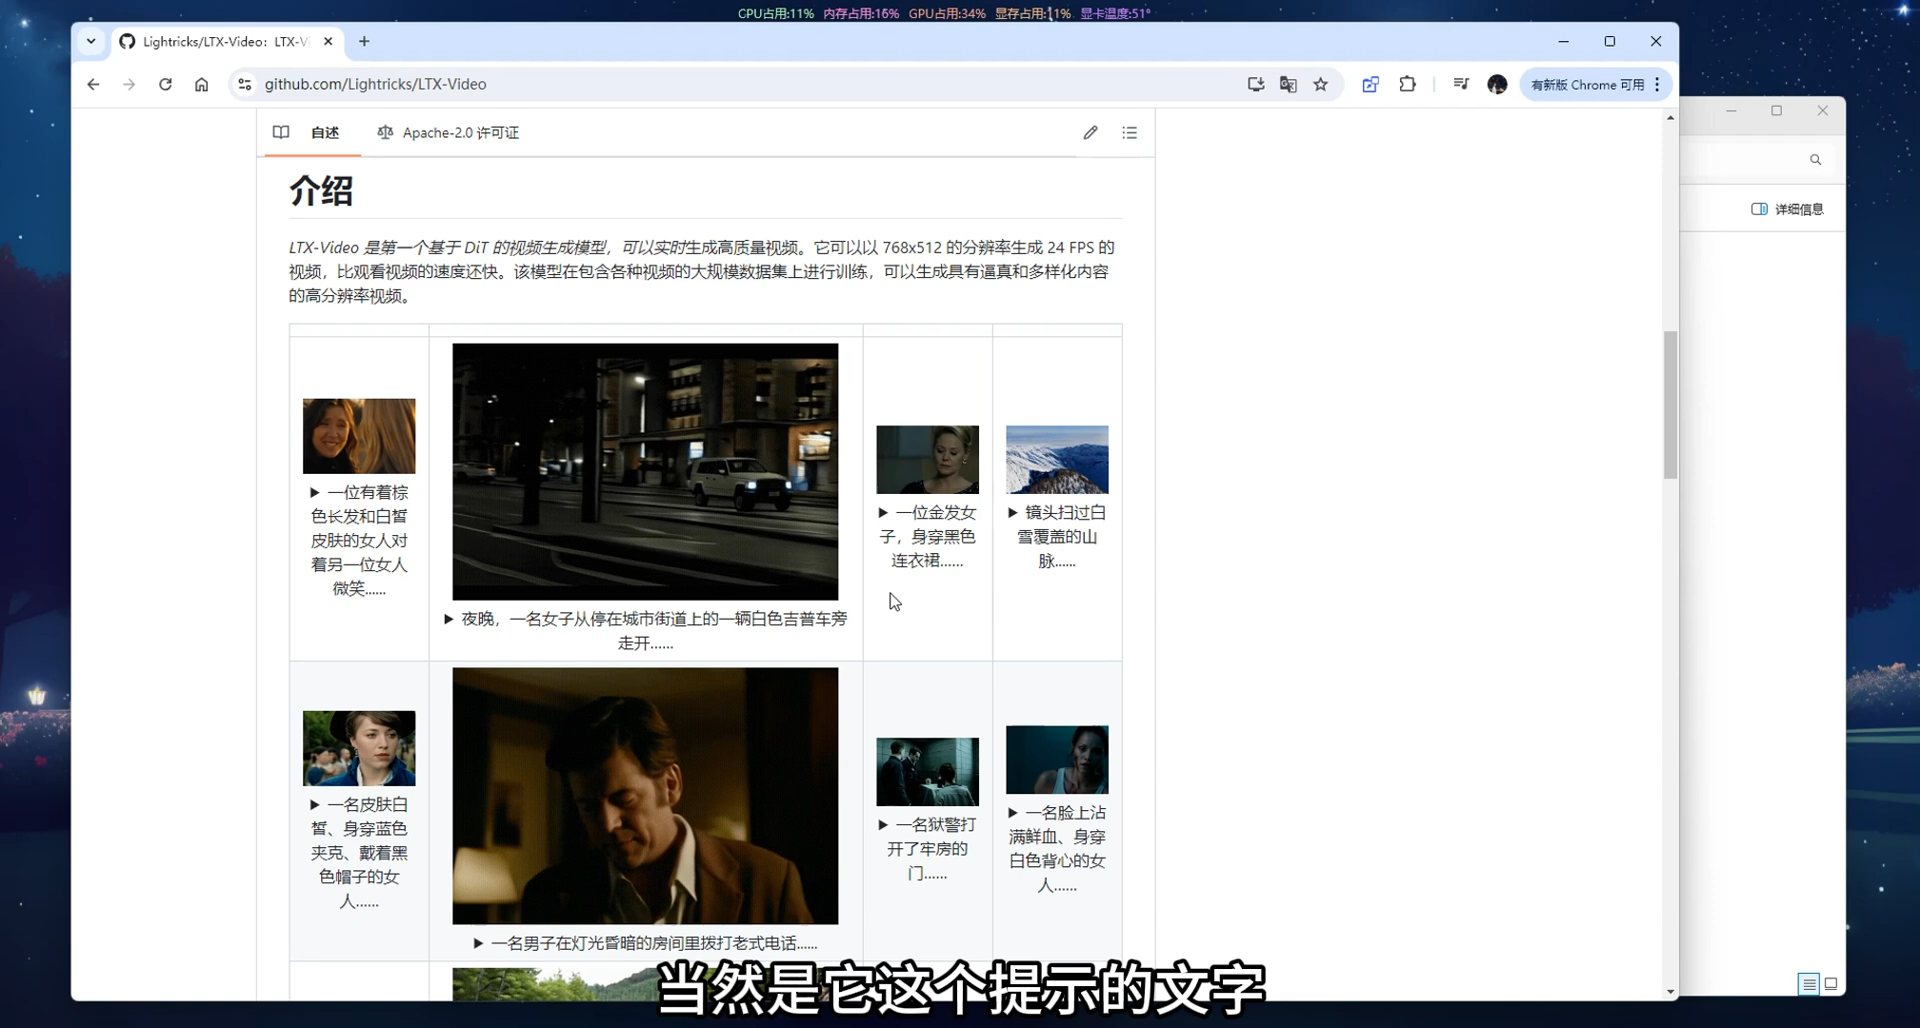 CPU占用:11% 内存占用:16% GPU占用:34% 显存占用:11% 显卡温度:51°
Lightricks/LTX-Video: LTX-Vi
github.com/Lightricks/LTX-Video
有新版 Chrome 可用
自述
Apache-2.0 许可证
详细信息
介绍
LTX-Video 是第一个基于 DiT 的视频生成模型，可以实时生成高质量视频。它可以以 768x512 的分辨率生成 24 FPS 的
视频，比观看视频的速度还快。该模型在包含各种视频的大规模数据集上进行训练，可以生成具有逼真和多样化内容
的高分辨率视频。
▶ 一位有着棕
色长发和白皙
皮肤的女人对
着另一位女人
微笑......
▶ 夜晚，一名女子从停在城市街道上的一辆白色吉普车旁
走开......
▶ 一位金发女
子，身穿黑色
连衣裙......
▶ 镜头扫过白
雪覆盖的山
脉......
▶ 一名皮肤白
皙、身穿蓝色
夹克、戴着黑
色帽子的女
人......
▶ 一名男子在灯光昏暗的房间里拨打老式电话......
▶ 一名狱警打
开了牢房的
门......
▶ 一名脸上沾
满鲜血、身穿
白色背心的女
人......
当然是它这个提示的文字